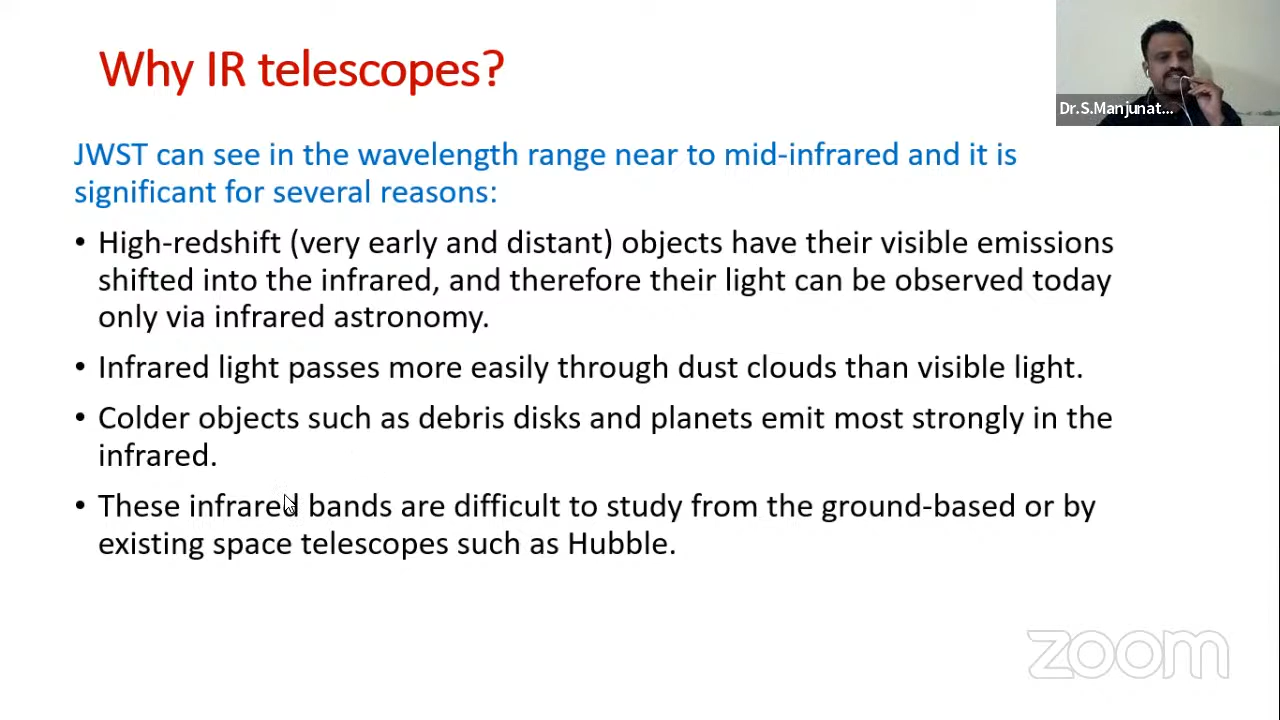 Why IR telescopes?
Dr.S.Manjunat...
JWST can see in the wavelength range near to mid-infrared and it is
significant for several reasons:
• High-redshift (very early and distant) objects have their visible emissions
shifted into the infrared, and therefore their light can be observed today
only via infrared astronomy.
• Infrared light passes more easily through dust clouds than visible light.
• Colder objects such as debris disks and planets emit most strongly in the
infrared.
• These infrared bands are difficult to study from the ground-based or by
existing space telescopes such as Hubble.
zoom